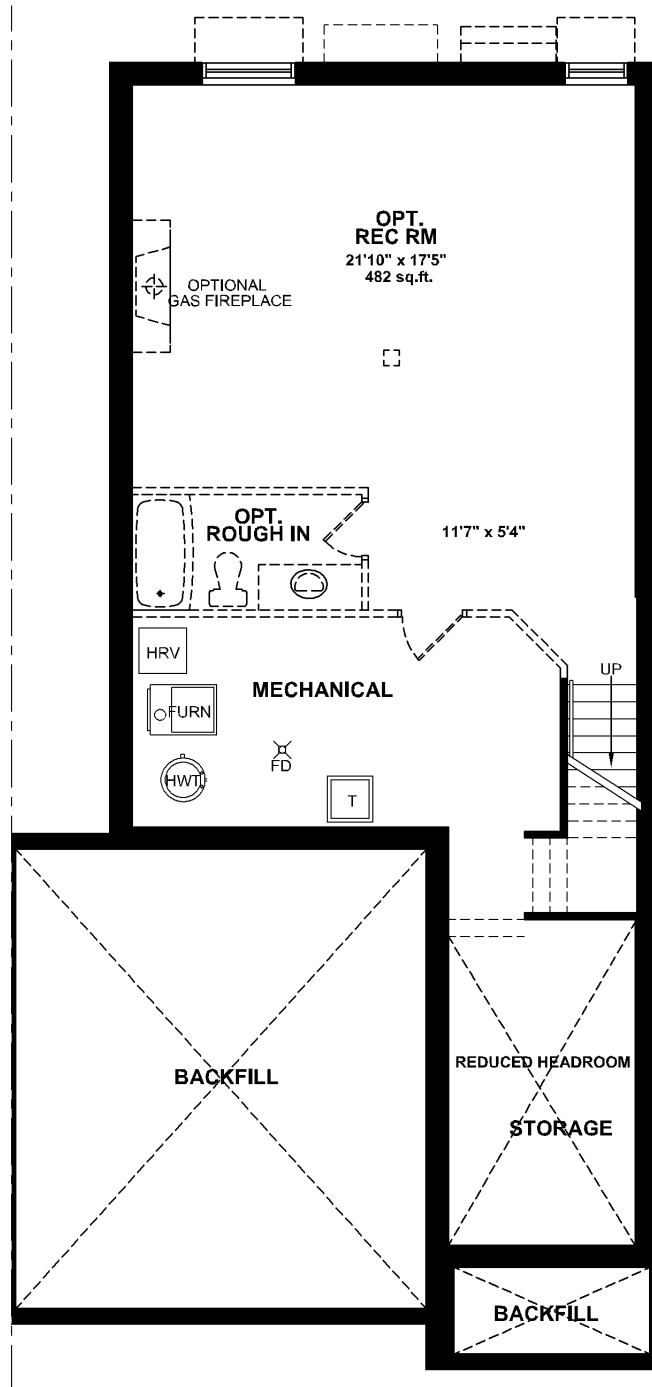 OPT.
REC RM
21'10" x 17'5"
482 sq.ft.
OPTIONAL
GAS FIREPLACE
OPT.
ROUGH IN
11'7" x 5'4"
HRV
MECHANICAL
UP
FURN
FD
HWT
T
REDUCED HEADROOM
BACKFILL
STORAGE
BACKFILL